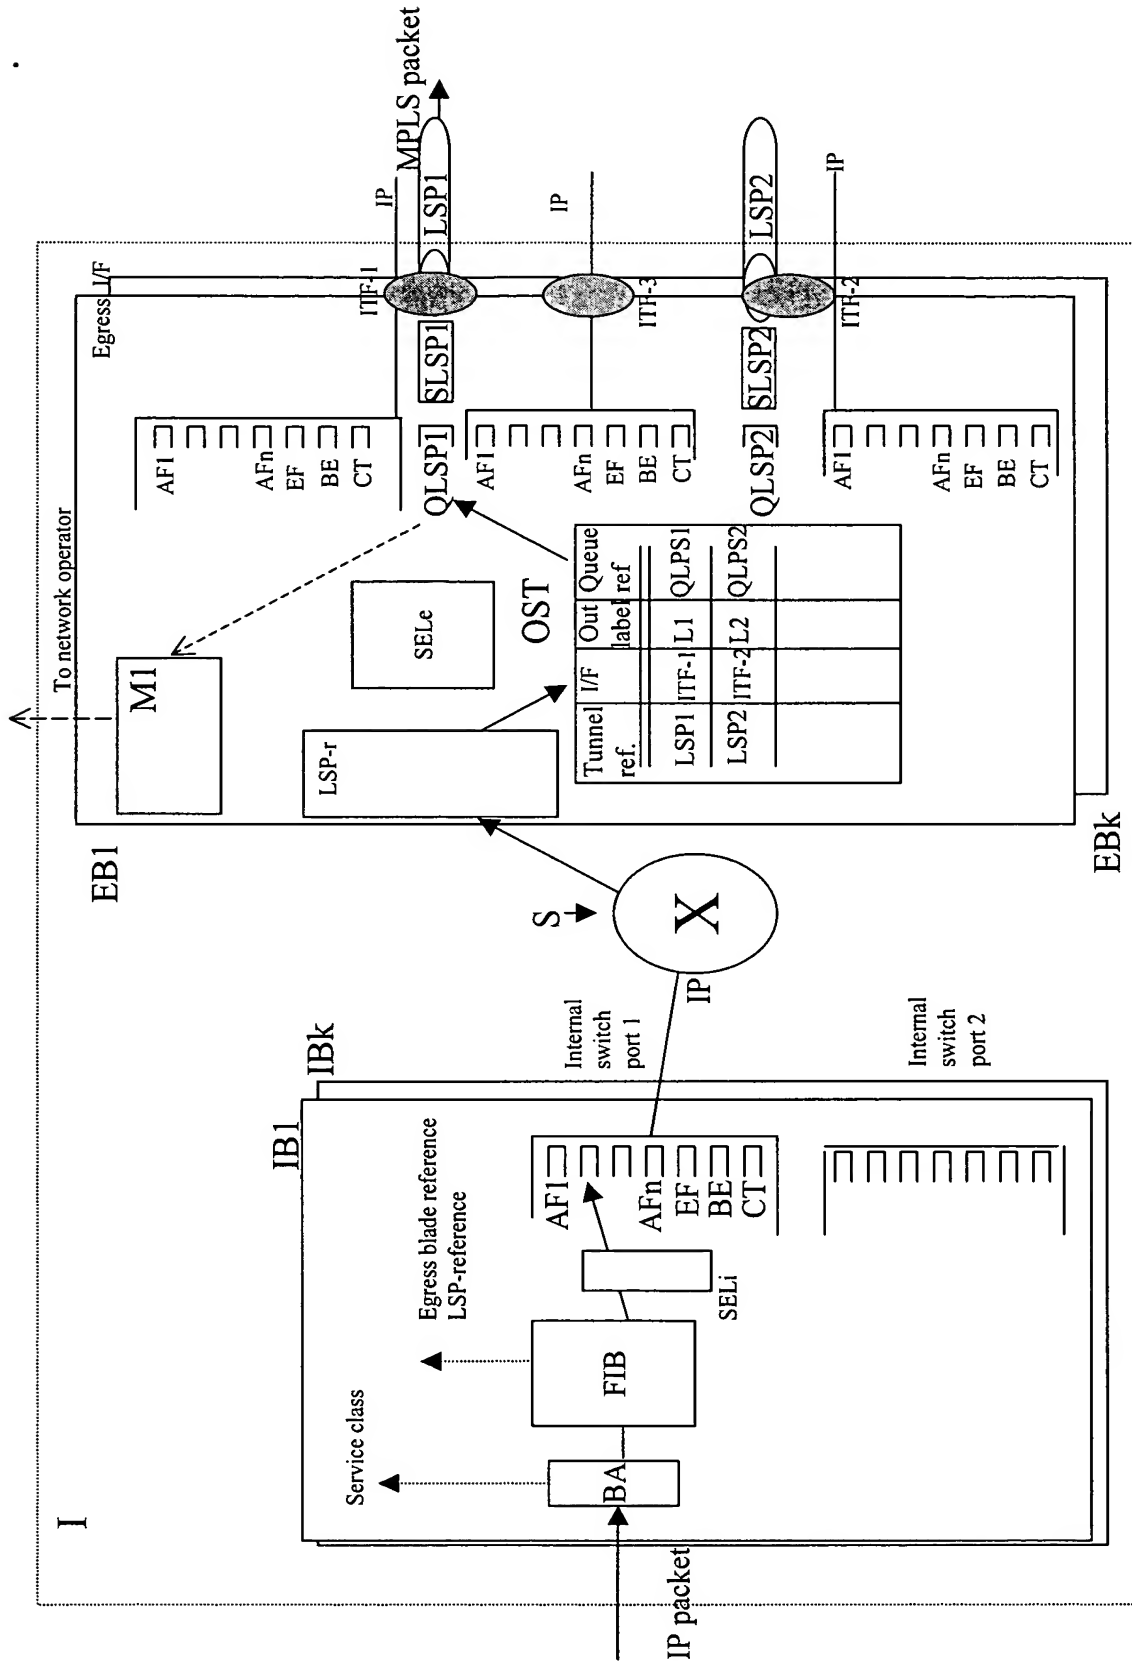 I
IP packet
BA
Service class
FIB
Egress blade reference
LSP-reference
SELi
IB1
IBk
AF1
AFn
EF
BE
CT
Internal
switch
port 1
Internal
switch
port 2
IP
S
X
EB1
EBk
To network operator
M1
LSP-r
SELe
OST
Tunnel
ref.
I/F
Out
label
Queue
ref
LSP1
ITF-1
L1
QLPS1
LSP2
ITF-2
L2
QLPS2
AF1
AFn
EF
BE
CT
QLSP1
SLSP1
AF1
AFn
EF
BE
CT
QLSP2
SLSP2
AF1
AFn
EF
BE
CT
Egress I/F
ITF-1
ITF-3
ITF-2
IP
MPLS packet
LSP1
IP
LSP2
IP